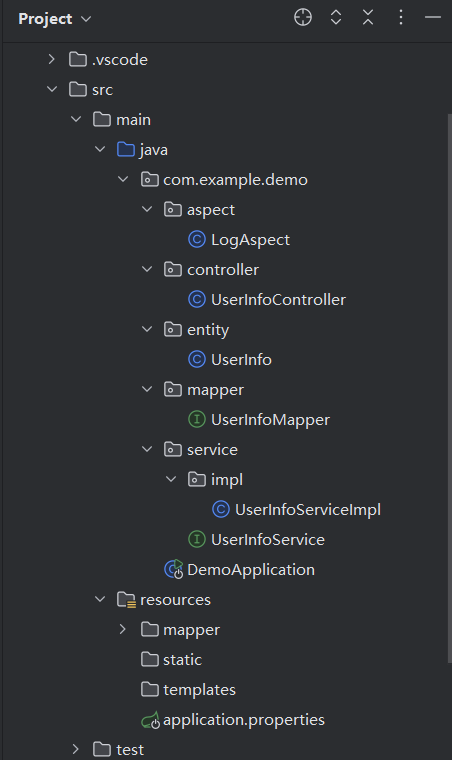 Project
.vscode
src
main
java
com.example.demo
aspect
LogAspect
controller
UserInfoController
entity
UserInfo
mapper
UserInfoMapper
service
impl
UserInfoServiceImpl
UserInfoService
DemoApplication
resources
mapper
static
templates
application.properties
test